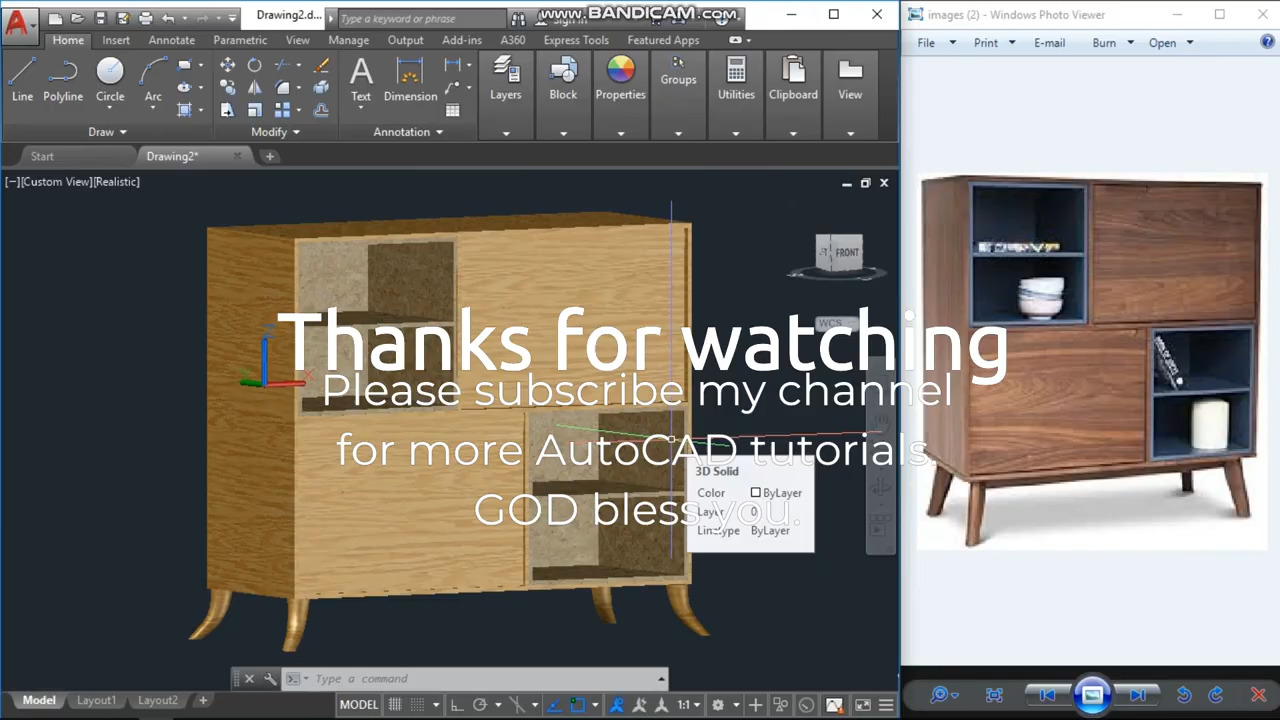 Drawing2.d...
Type a keyword or phrase
www.BANDICAM.com
images (2) - Windows Photo Viewer
Home
Insert
Annotate
Parametric
View
Manage
Output
Add-ins
A360
Express Tools
Featured Apps
File
Print
E-mail
Burn
Open
Line
Polyline
Circle
Arc
Text
Dimension
Layers
Block
Properties
Groups
Utilities
Clipboard
View
Draw
Modify
Annotation
Start
Drawing2*
[−][Custom View][Realistic]
FRONT
WCS
Thanks for watching
Please subscribe my channel
for more AutoCAD tutorials.
GOD bless you.
3D Solid
Color ByLayer
Layer 0
Linetype ByLayer
Type a command
Model
Layout1
Layout2
MODEL
1:1